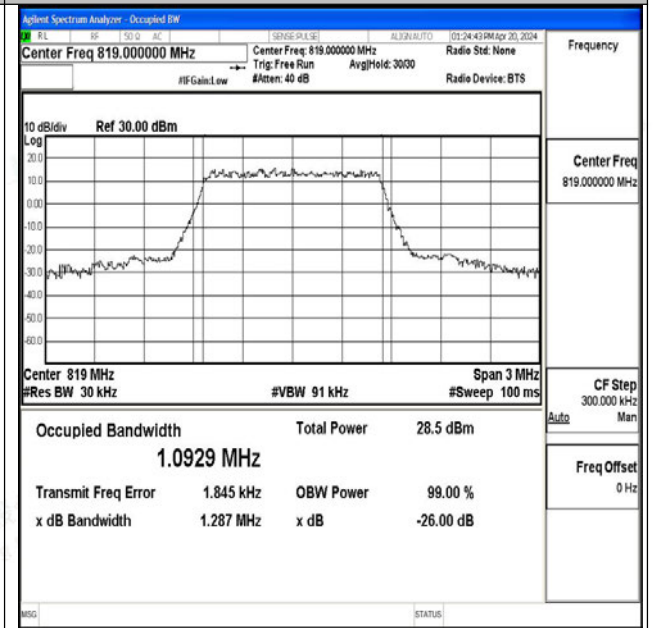 Agilent Spectrum Analyzer - Occupied BW
RL RF 50 Ω AC SENSE:PULSE ALIGN AUTO 01:24:43 PM Apr 20, 2024
Center Freq 819.000000 MHz
Center Freq: 819.000000 MHz
Radio Std: None
Trig: Free Run Avg|Hold: 30/30
#IFGain:Low #Atten: 40 dB Radio Device: BTS
Frequency
10 dB/div Ref 30.00 dBm
Log
20.0
10.0
0.00
-10.0
-20.0
-30.0
-40.0
-50.0
-60.0
Center 819 MHz Span 3 MHz
#Res BW 30 kHz #VBW 91 kHz #Sweep 100 ms
Occupied Bandwidth Total Power 28.5 dBm
1.0929 MHz
Transmit Freq Error 1.845 kHz OBW Power 99.00 %
x dB Bandwidth 1.287 MHz x dB -26.00 dB
Center Freq
819.000000 MHz
CF Step
300.000 kHz
Auto Man
Freq Offset
0 Hz
MSG STATUS